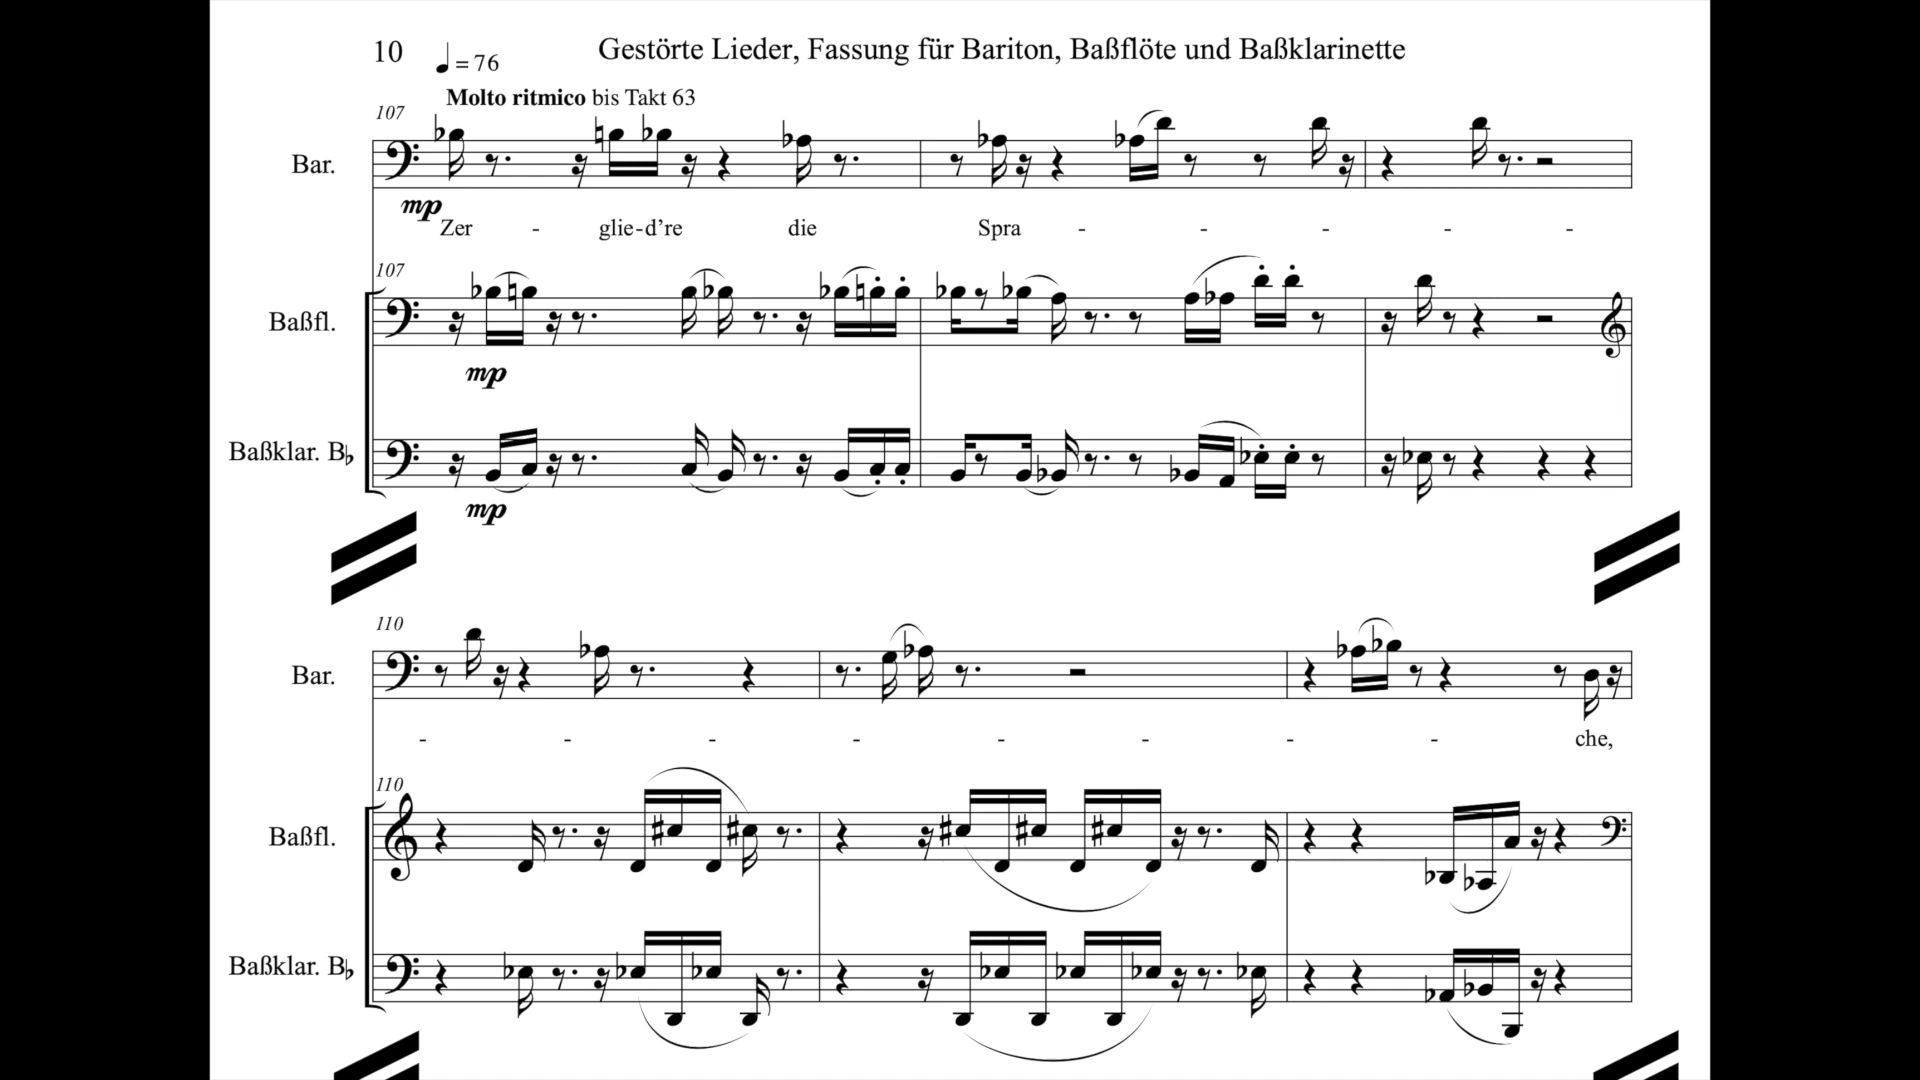 10 = 76 Gestörte Lieder, Fassung für Bariton, Baßflöte und Baßklarinette
Molto ritmico bis Takt 63
107
Bar.
mp
Zer - glie-d’re die Spra - - - - -
107
Baßfl.
mp
Baßklar. B♭
mp
110
Bar.
- - - - - - - - che,
110
Baßfl.
Baßklar. B♭